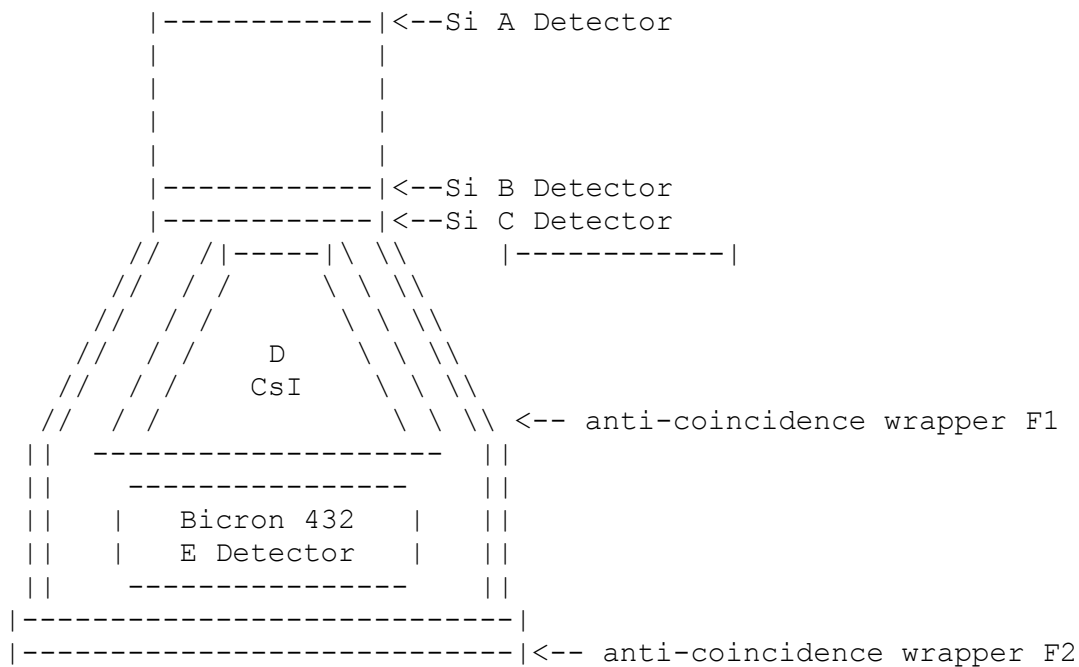 <--Si A Detector
<--Si B Detector
<--Si C Detector
D
CsI
<-- anti-coincidence wrapper F1
Bicron 432
E Detector
<-- anti-coincidence wrapper F2